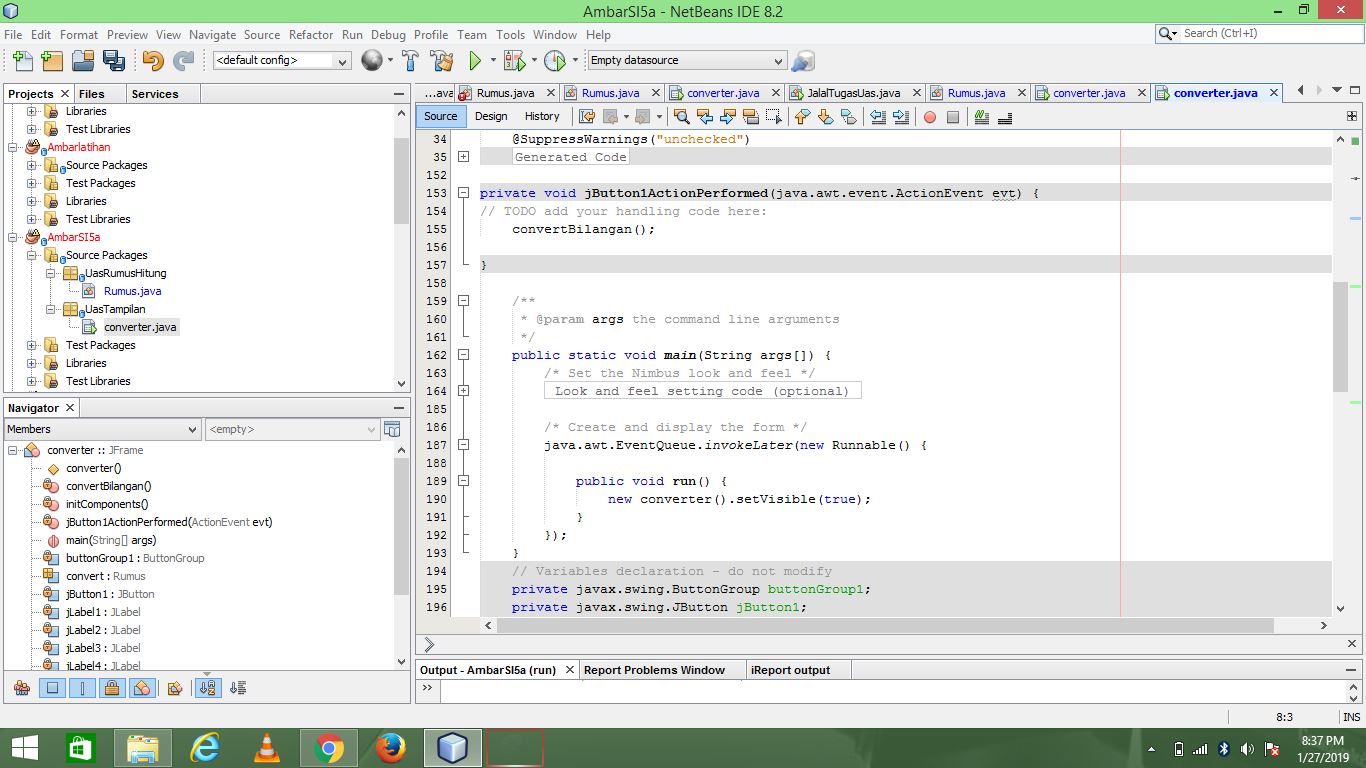 AmbarSI5a - NetBeans IDE 8.2
File Edit Format Preview View Navigate Source Refactor Run Debug Profile Team Tools Window Help
Search (Ctrl+I)
<default config>
Empty datasource
Projects Files Services
Libraries
Test Libraries
Ambarlatihan
Source Packages
Test Packages
Libraries
Test Libraries
AmbarSI5a
Source Packages
UasRumusHitung
Rumus.java
UasTampilan
converter.java
Test Packages
Libraries
Test Libraries
Navigator
Members
<empty>
converter :: JFrame
converter()
convertBilangan()
initComponents()
jButton1ActionPerformed(ActionEvent evt)
main(String[] args)
buttonGroup1 : ButtonGroup
convert : Rumus
jButton1 : JButton
jLabel1 : JLabel
jLabel2 : JLabel
jLabel3 : JLabel
jLabel4 : JLabel
...ava Rumus.java Rumus.java converter.java JalalTugasUas.java Rumus.java converter.java converter.java
Source Design History
34 @SuppressWarnings("unchecked")
35 Generated Code
152
153 private void jButton1ActionPerformed(java.awt.event.ActionEvent evt) {
154 // TODO add your handling code here:
155 convertBilangan();
156
157 }
158
159 /**
160 * @param args the command line arguments
161 */
162 public static void main(String args[]) {
163 /* Set the Nimbus look and feel */
164 Look and feel setting code (optional)
185
186 /* Create and display the form */
187 java.awt.EventQueue.invokeLater(new Runnable() {
188
189 public void run() {
190 new converter().setVisible(true);
191 }
192 });
193 }
194 // Variables declaration - do not modify
195 private javax.swing.ButtonGroup buttonGroup1;
196 private javax.swing.JButton jButton1;
Output - AmbarSI5a (run) Report Problems Window iReport output
8:3 INS
8:37 PM
1/27/2019